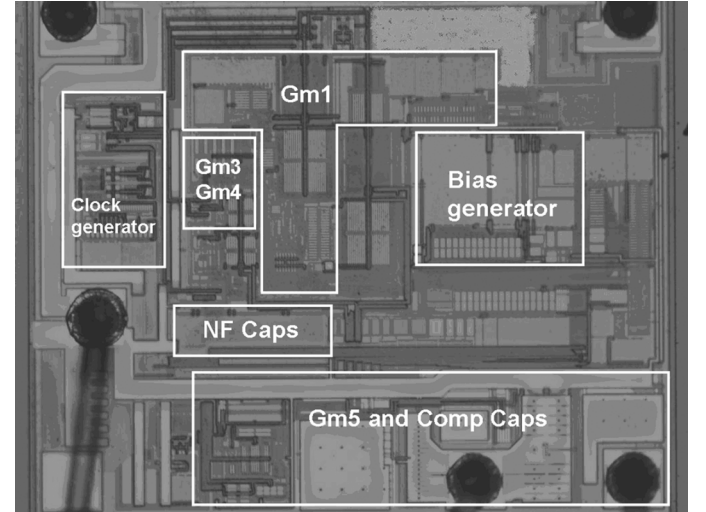 Gm1
Gm3
Gm4
Bias
generator
Clock
generator
NF Caps
Gm5 and Comp Caps